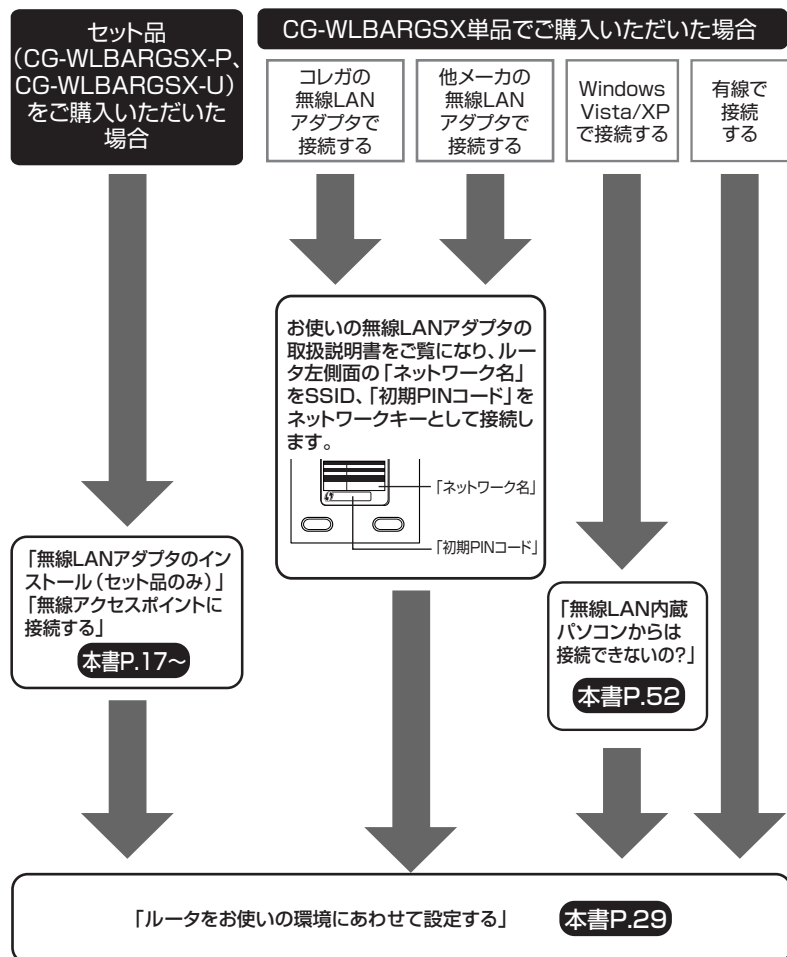 セット品
（CG-WLBARGSX-P、
CG-WLBARGSX-U）
をご購入いただいた
場合
CG-WLBARGSX単品でご購入いただいた場合
コレガの
無線LAN
アダプタで
接続する
他メーカの
無線LAN
アダプタで
接続する
Windows
Vista/XP
で接続する
有線で
接続
する
お使いの無線LANアダプタの
取扱説明書をご覧になり、ルー
タ左側面の「ネットワーク名」
をSSID、「初期PINコード」を
ネットワークキーとして接続し
ます。
「ネットワーク名」
「初期PINコード」
「無線LANアダプタのイン
ストール（セット品のみ）」
「無線アクセスポイントに
接続する」
本書P.17～
「無線LAN内蔵
パソコンからは
接続できないの?」
本書P.52
「ルータをお使いの環境にあわせて設定する」 本書P.29